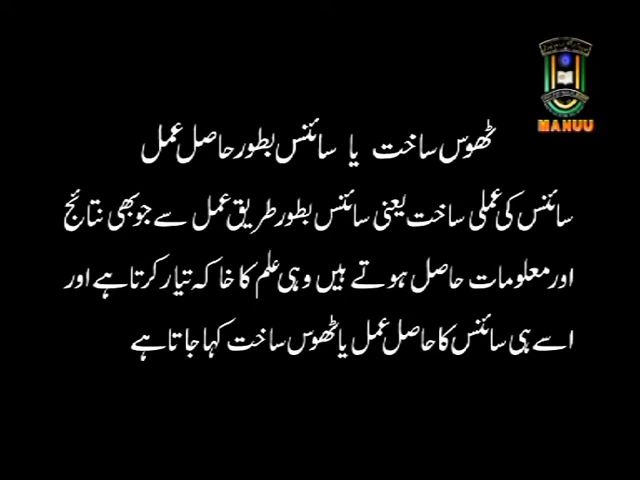 MANUU
ٹھوس ساخت یا سائنس بطور حاصل عمل
سائنس کی عملی ساخت یعنی سائنس بطور طریق عمل سے جو بھی نتائج
اور معلومات حاصل ہوتے ہیں وہی علم کا خاکہ تیار کرتا ہے اور
اسے ہی سائنس کا حاصل عمل یا ٹھوس ساخت کہا جاتا ہے